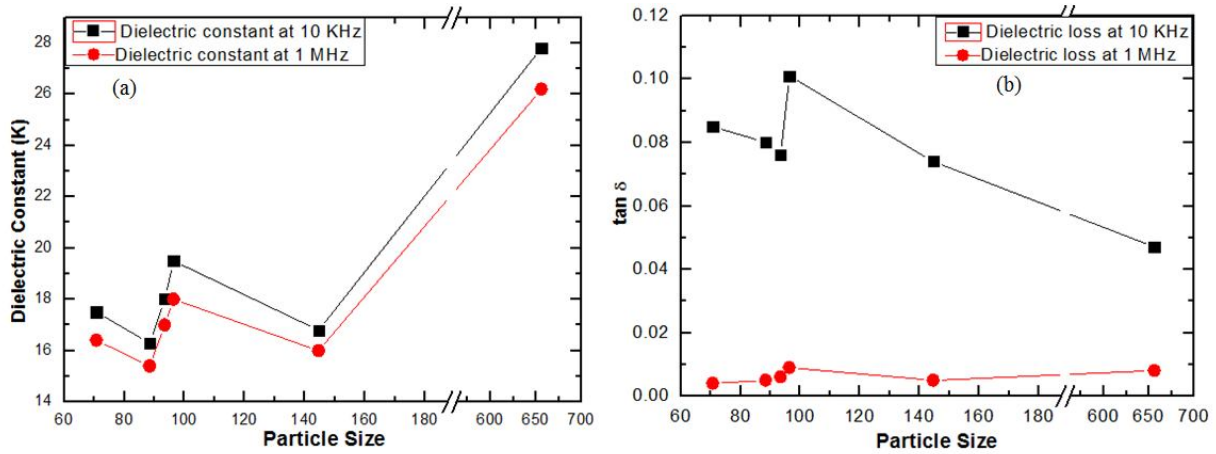 Dielectric constant at 10 KHz
Dielectric constant at 1 MHz
(a)
Dielectric Constant (K)
28
26
24
22
20
18
16
14
60 80 100 120 140 160 180 650 700
Particle Size
Dielectric loss at 10 KHz
Dielectric loss at 1 MHz
(b)
tan δ
0.12
0.10
0.08
0.06
0.04
0.02
0.00
60 80 100 120 140 160 180 600 650 700
Particle Size